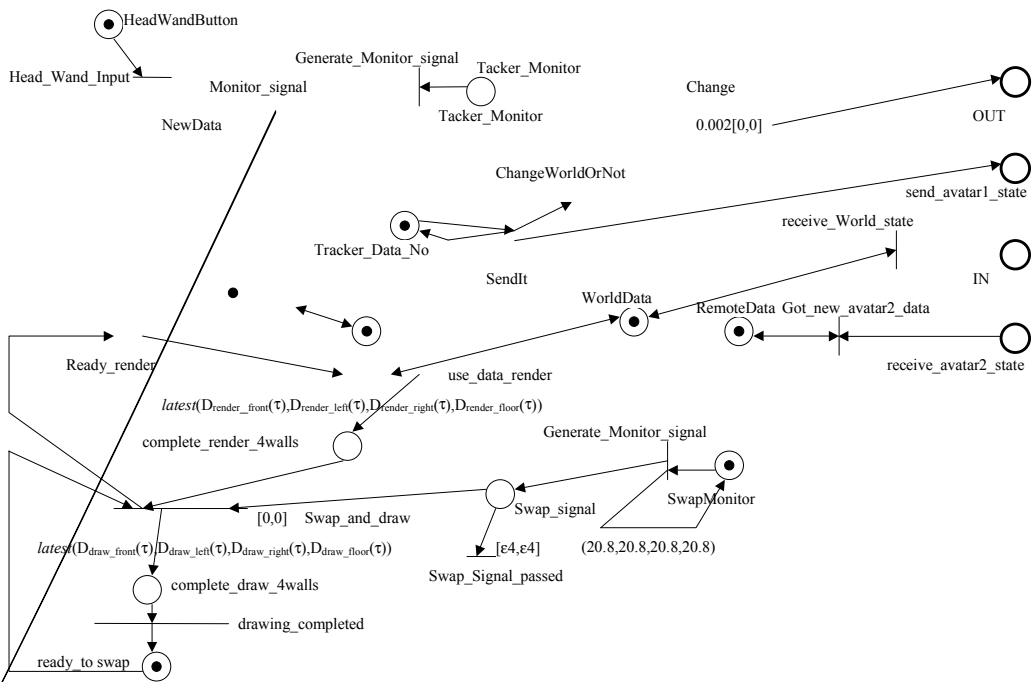 HeadWandButton
Head_Wand_Input
Monitor_signal
NewData
Generate_Monitor_signal
Tacker_Monitor
Tacker_Monitor
Change
0.002[0,0]
OUT
ChangeWorldOrNot
send_avatar1_state
receive_World_state
Tracker_Data_No
SendIt
IN
WorldData
RemoteData
Got_new_avatar2_data
receive_avatar2_state
Ready_render
use_data_render
latest(Drender_front(τ),Drender_left(τ),Drender_right(τ),Drender_floor(τ))
complete_render_4walls
Generate_Monitor_signal
SwapMonitor
Swap_signal
[0,0] Swap_and_draw
(20.8,20.8,20.8,20.8)
latest(Ddraw_front(τ),Ddraw_left(τ),Ddraw_right(τ),Ddraw_floor(τ))
[ε4,ε4]
Swap_Signal_passed
complete_draw_4walls
drawing_completed
ready_to swap